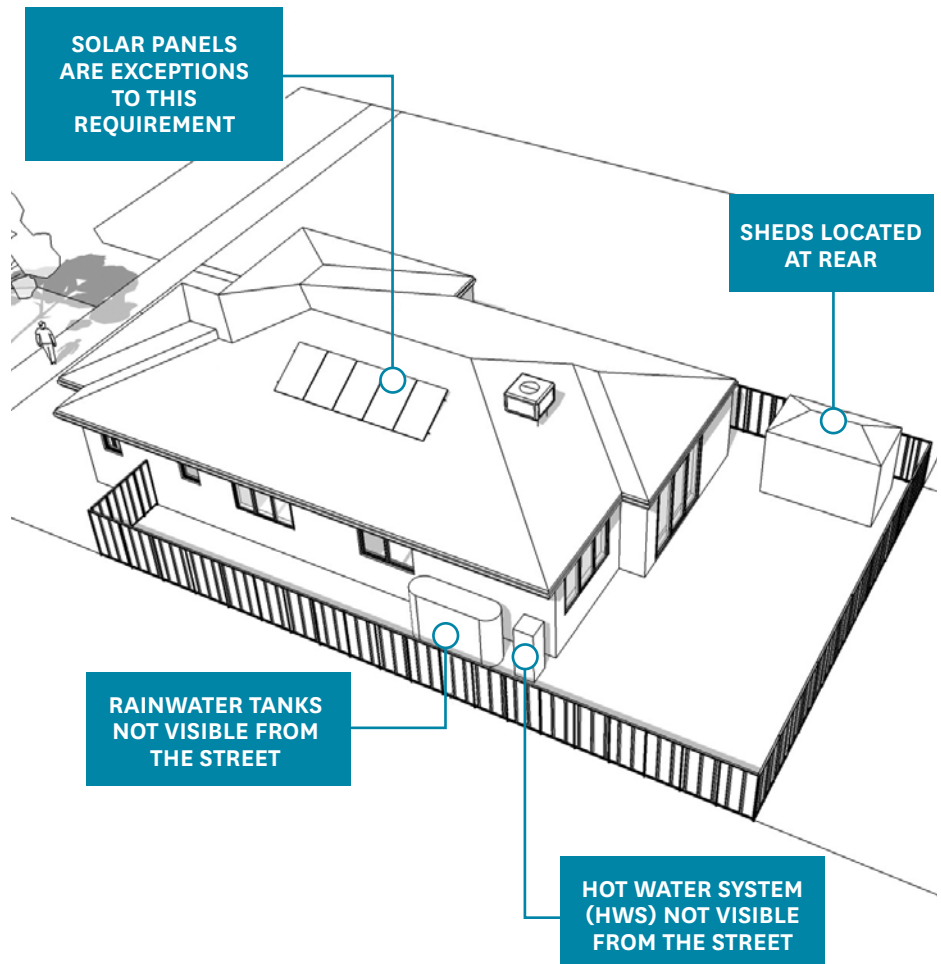 SOLAR PANELS
ARE EXCEPTIONS
TO THIS
REQUIREMENT
SHEDS LOCATED
AT REAR
RAINWATER TANKS
NOT VISIBLE FROM
THE STREET
HOT WATER SYSTEM
(HWS) NOT VISIBLE
FROM THE STREET